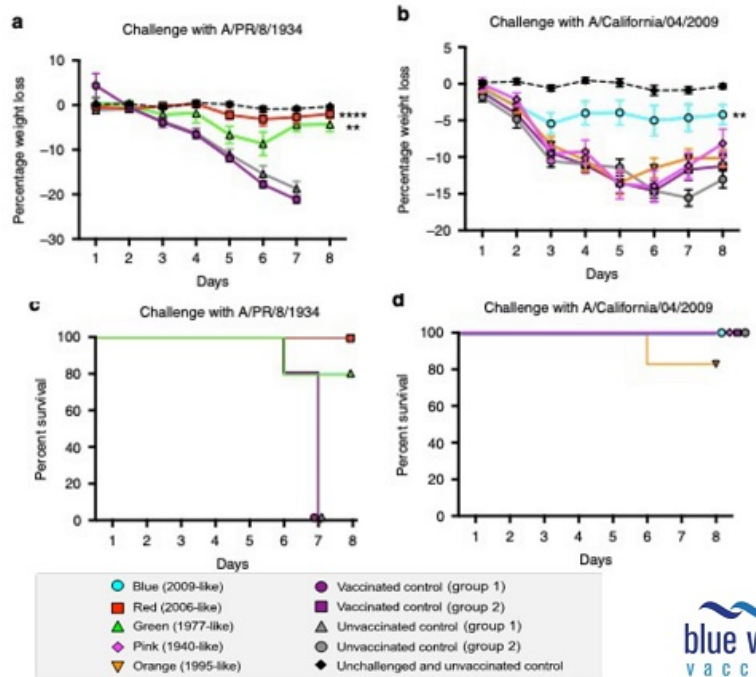 a
Challenge with A/PR/8/1934
Percentage weight loss
10
0
−10
−20
−30
****
**
1 2 3 4 5 6 7 8
Days
b
Challenge with A/California/04/2009
Percentage weight loss
5
0
−5
−10
−15
−20
**
1 2 3 4 5 6 7 8
Days
c
Challenge with A/PR/8/1934
Percent survival
100
80
60
40
20
0
1 2 3 4 5 6 7 8
Days
d
Challenge with A/California/04/2009
Percent survival
100
80
60
40
20
0
1 2 3 4 5 6 7 8
Days
Blue (2009-like)
Red (2006-like)
Green (1977-like)
Pink (1940-like)
Orange (1995-like)
Vaccinated control (group 1)
Vaccinated control (group 2)
Unvaccinated control (group 1)
Unvaccinated control (group 2)
Unchallenged and unvaccinated control
blue